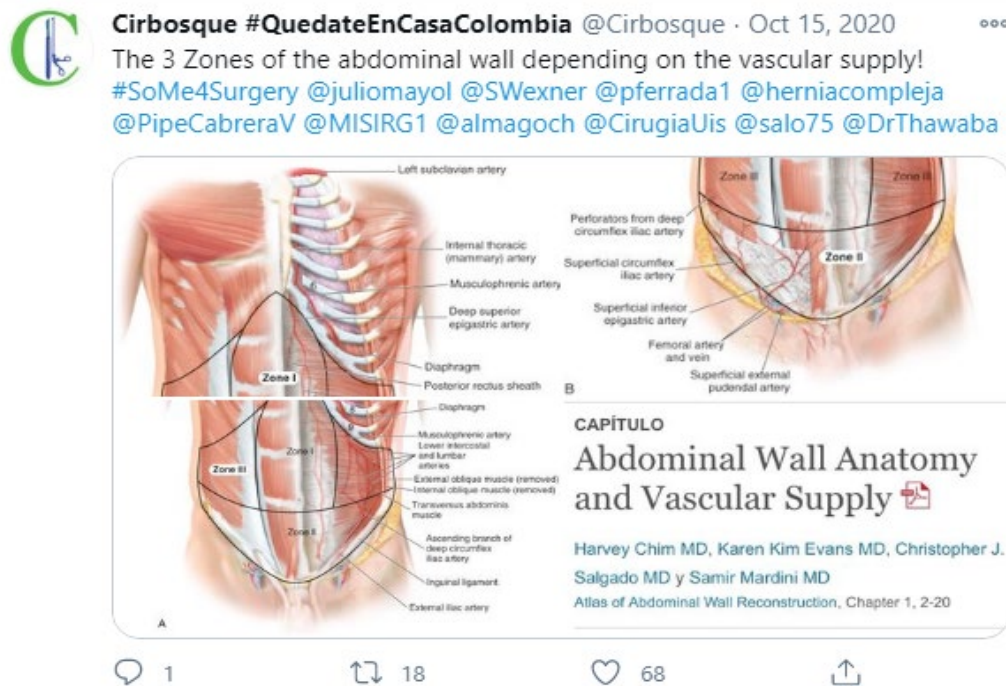 Cirbosque #QuedateEnCasaColombia @Cirbosque · Oct 15, 2020
The 3 Zones of the abdominal wall depending on the vascular supply!
#SoMe4Surgery @juliomayol @SWexner @pferrada1 @herniacompleja
@PipeCabreraV @MISIRG1 @almagoch @CirugiaUis @salo75 @DrThawaba
Left subclavian artery
Internal thoracic
(mammary) artery
Musculophrenic artery
Deep superior
epigastric artery
Diaphragm
Posterior rectus sheath
Zone I
Diaphragm
Musculophrenic artery
Lower intercostal
and lumbar
arteries
External oblique muscle (removed)
Internal oblique muscle (removed)
Transversus abdominis
muscle
Ascending branch of
deep circumflex
iliac artery
Inguinal ligament
External iliac artery
Zone I
Zone III
Zone II
A
Zone III
Zone III
Perforators from deep
circumflex iliac artery
Zone II
Superficial circumflex
iliac artery
Superficial inferior
epigastric artery
Femoral artery
and vein
Superficial external
pudendal artery
B
CAPÍTULO
Abdominal Wall Anatomy
and Vascular Supply
Harvey Chim MD, Karen Kim Evans MD, Christopher J.
Salgado MD y Samir Mardini MD
Atlas of Abdominal Wall Reconstruction, Chapter 1, 2-20
1
18
68